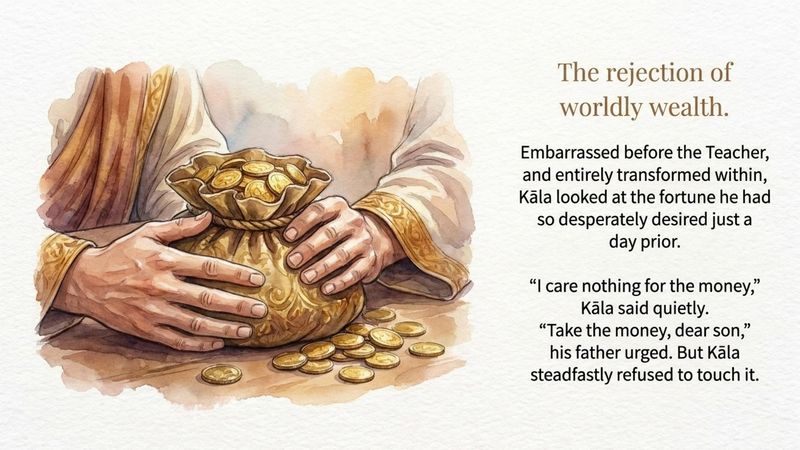 The rejection of
worldly wealth.
Embarrassed before the Teacher,
and entirely transformed within,
Kāla looked at the fortune he had
so desperately desired just a
day prior.
“I care nothing for the money,”
Kāla said quietly.
“Take the money, dear son,”
his father urged. But Kāla
steadfastly refused to touch it.